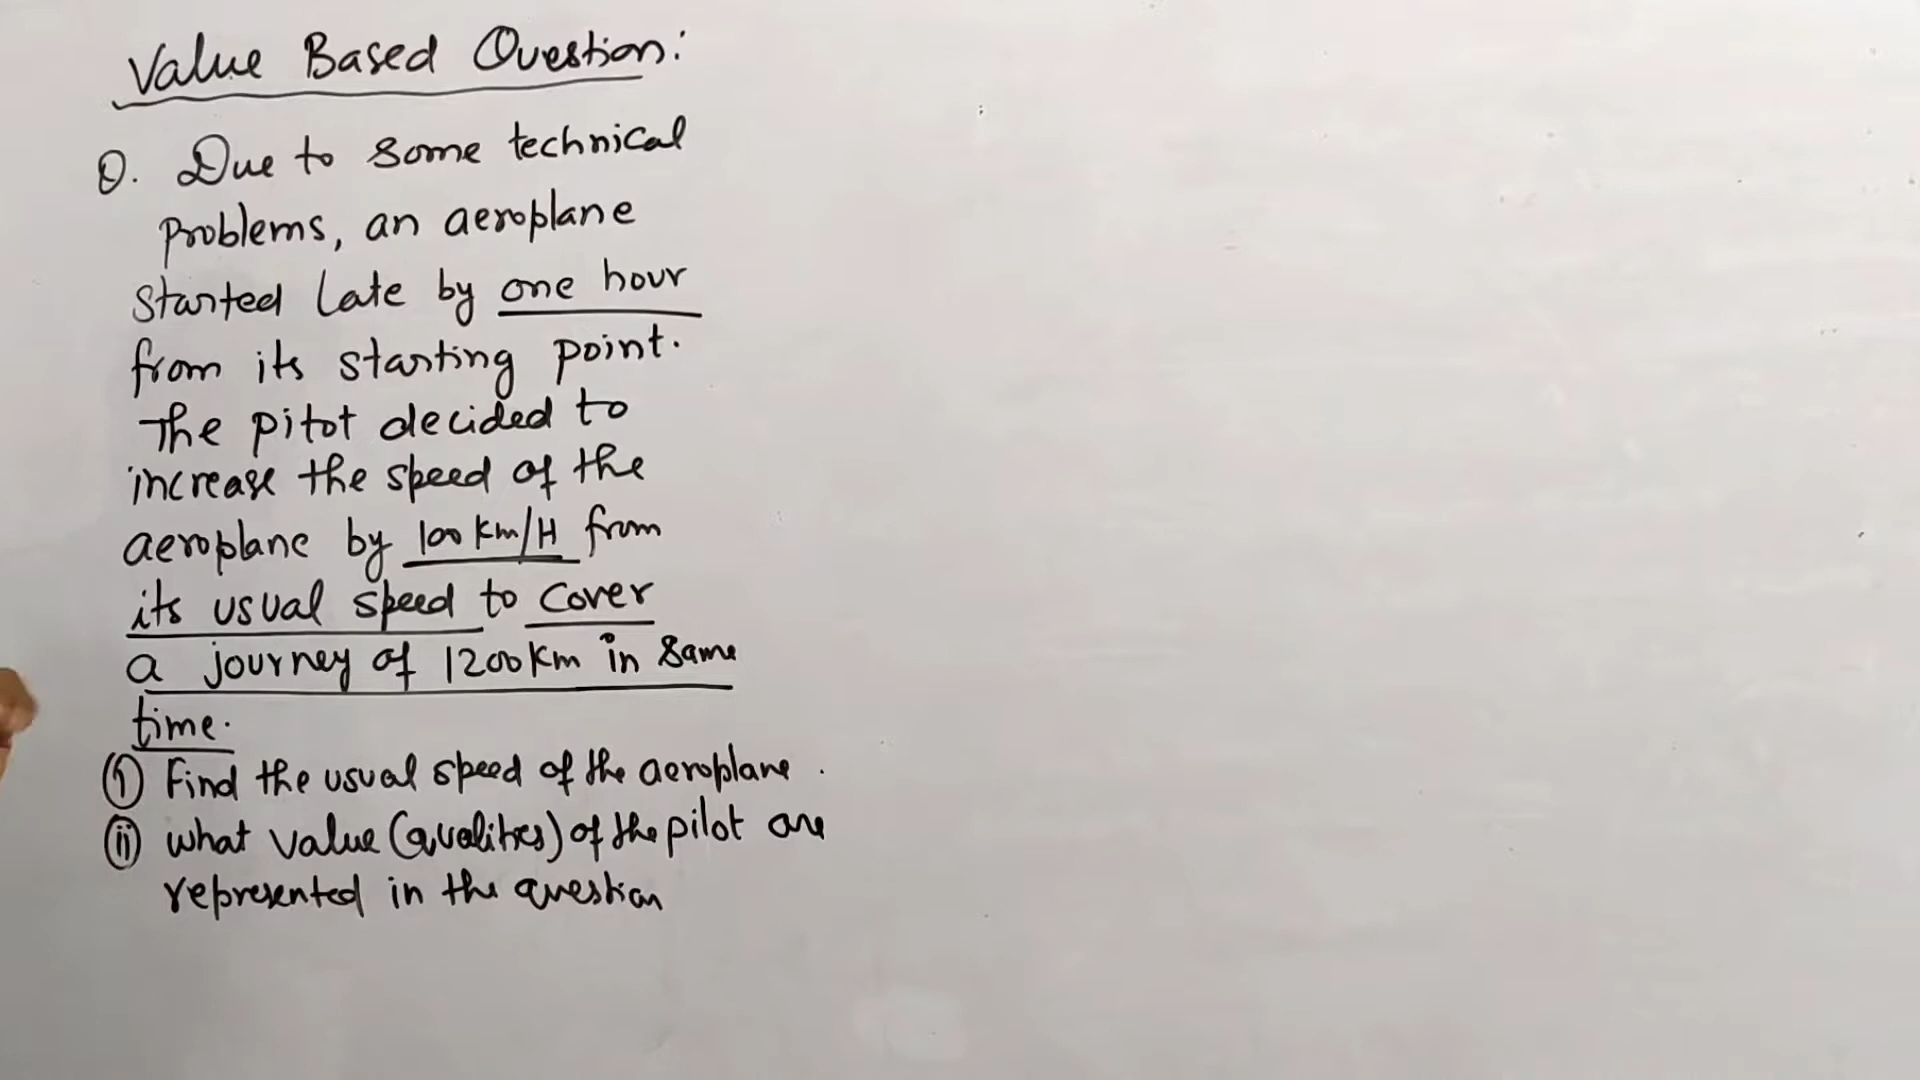 Value Based Question:
Q. Due to some technical
problems, an aeroplane
started late by one hour
from its starting point.
The pitot decided to
increase the speed of the
aeroplane by 100 km/H from
its usual speed to cover
a journey of 1200km in same
time.
(i) Find the usual speed of the aeroplane.
(ii) what value (qualities) of the pilot are
represented in the question